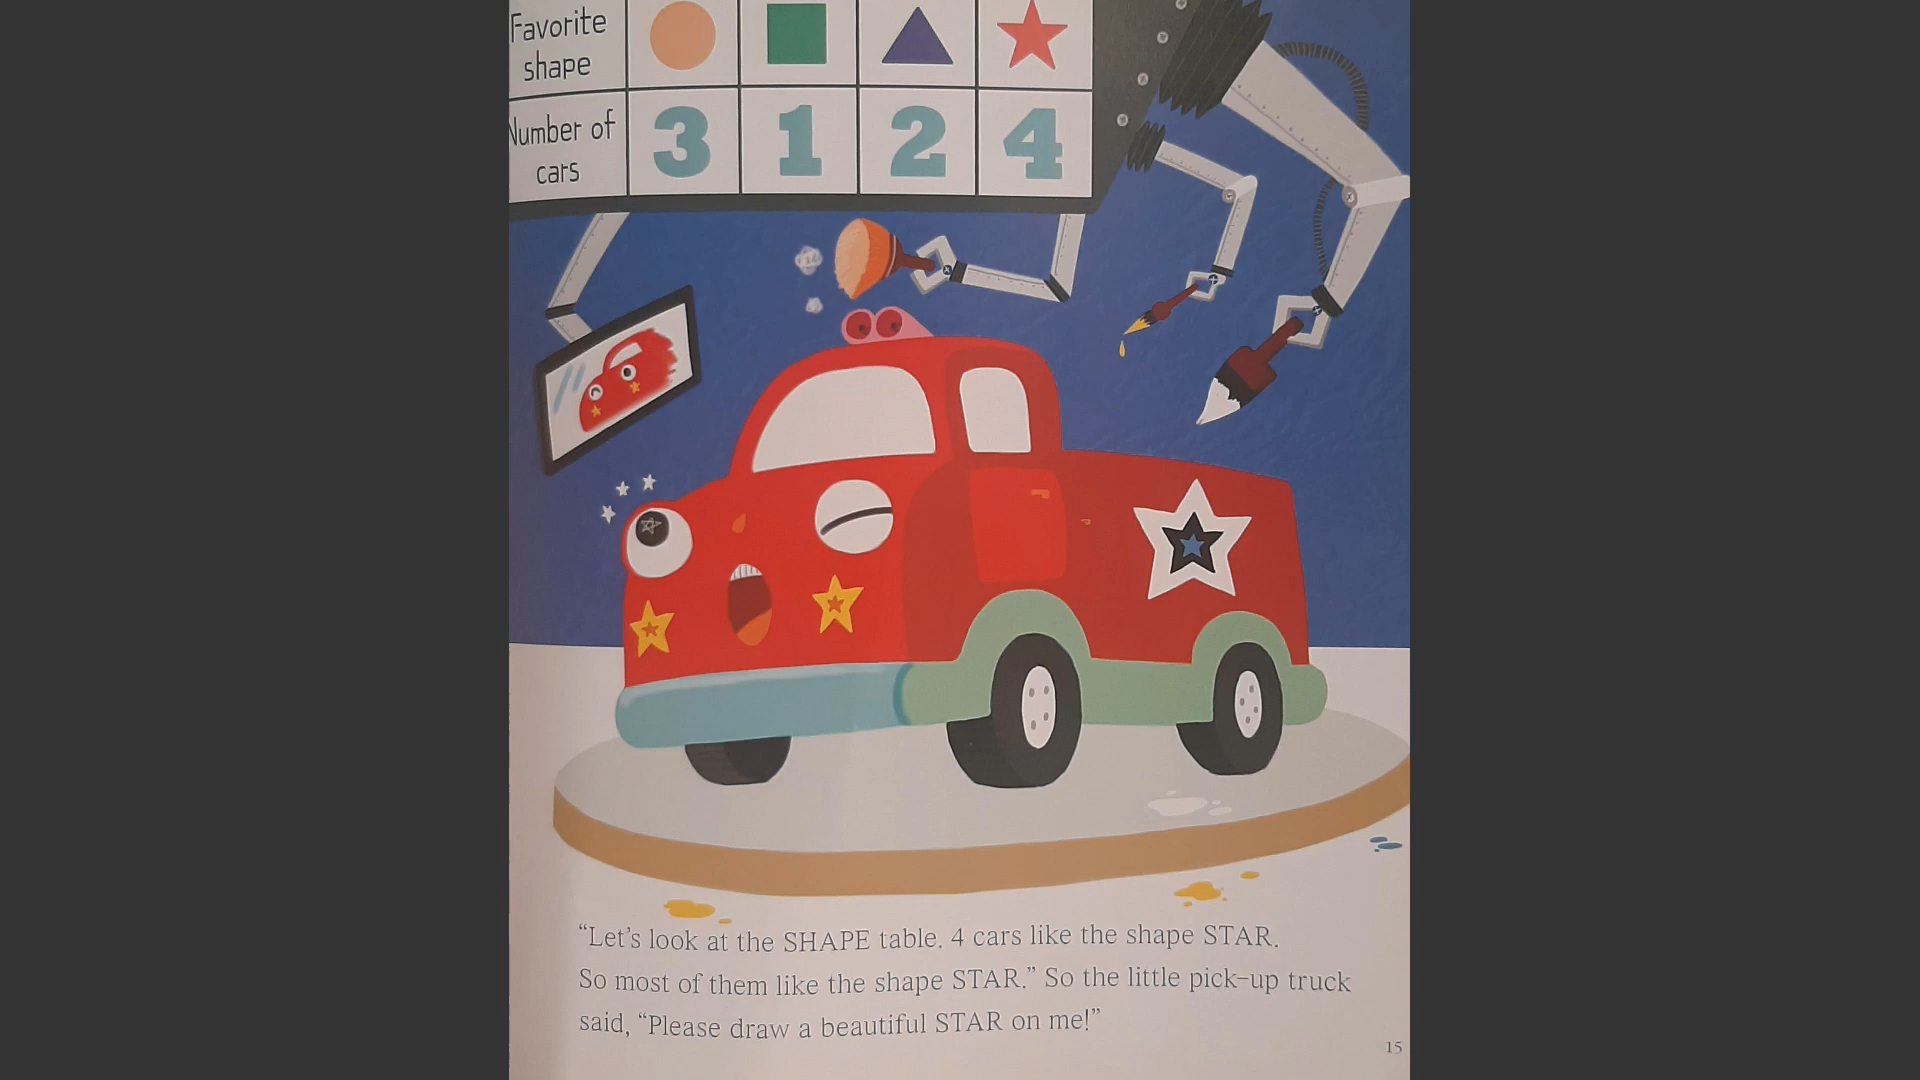 Favorite
shape
Number of
cars
3 1 2 4
“Let’s look at the SHAPE table. 4 cars like the shape STAR.
So most of them like the shape STAR.” So the little pick-up truck
said, “Please draw a beautiful STAR on me!”
15